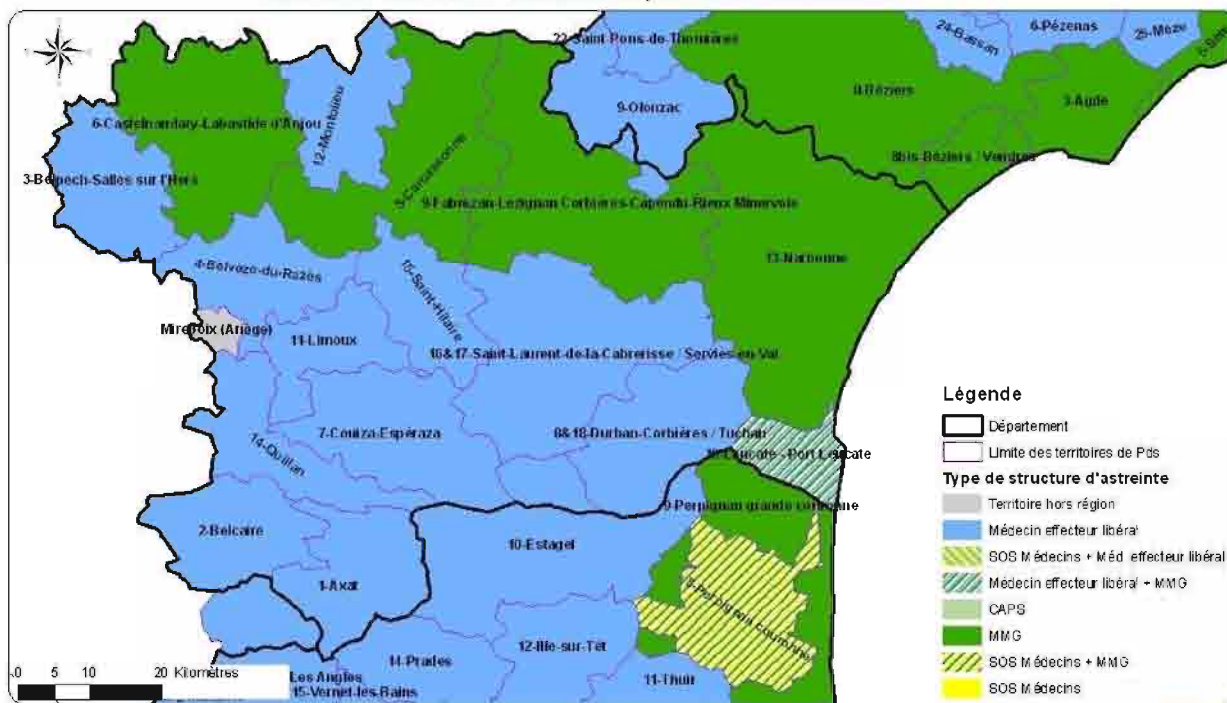 22-Saint Pons-de-Thomières
24-Bassan
6-Pézenas
25-Mèze
8-Béziers
9-Olonzac
3-Agde
6-Castelnaudary-Labastide d'Anjou
12-Montolieu
8bis-Béziers / Vendres
3-Belpech-Salles sur l'Hers
5-Carcassonne
9-Fabrezan-Lezignan Corbières-Capendu-Rieux Minervois
13-Narbonne
4-Belvèze-du-Razès
15-Saint-Hilaire
Mirepoix (Ariège)
11-Limoux
16&17-Saint-Laurent-de-la-Cabrerisse / Servies-en-Val
7-Couiza-Espéraza
8&18-Durban-Corbières / Tuchan
14-Quillan
10-Leucate - Port Leucate
9-Perpignan grande couronne
2-Belcaire
10-Estagel
1-Axat
8-Perpignan couronne
12-Ille-sur-Têt
14-Prades
11-Thuir
Les Angles
15-Vernet-les-Bains
0 5 10 20 Kilomètres
Légende
Département
Limite des territoires de Pds
Type de structure d'astreinte
Territoire hors région
Médecin effecteur libéral
SOS Médecins + Méd. effecteur libéral
Médecin effecteur libéral + MMG
CAPS
MMG
SOS Médecins + MMG
SOS Médecins